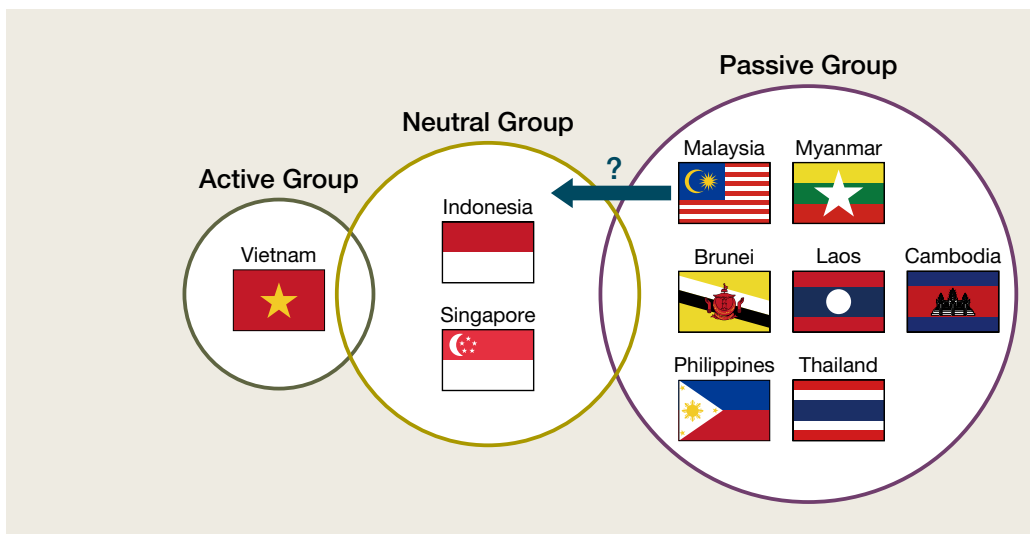 Passive Group
Neutral Group
Active Group
?
Malaysia Myanmar
Indonesia
Vietnam
Brunei Laos Cambodia
Singapore
Philippines Thailand